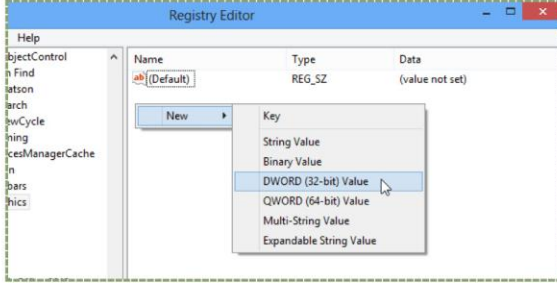 Registry Editor
Help
Name Type Data
ab (Default) REG_SZ (value not set)
bjectControl
n Find
atson
arch
ewCycle
ning
cesManagerCache
n
bars
hics
New
Key
String Value
Binary Value
DWORD (32-bit) Value
QWORD (64-bit) Value
Multi-String Value
Expandable String Value